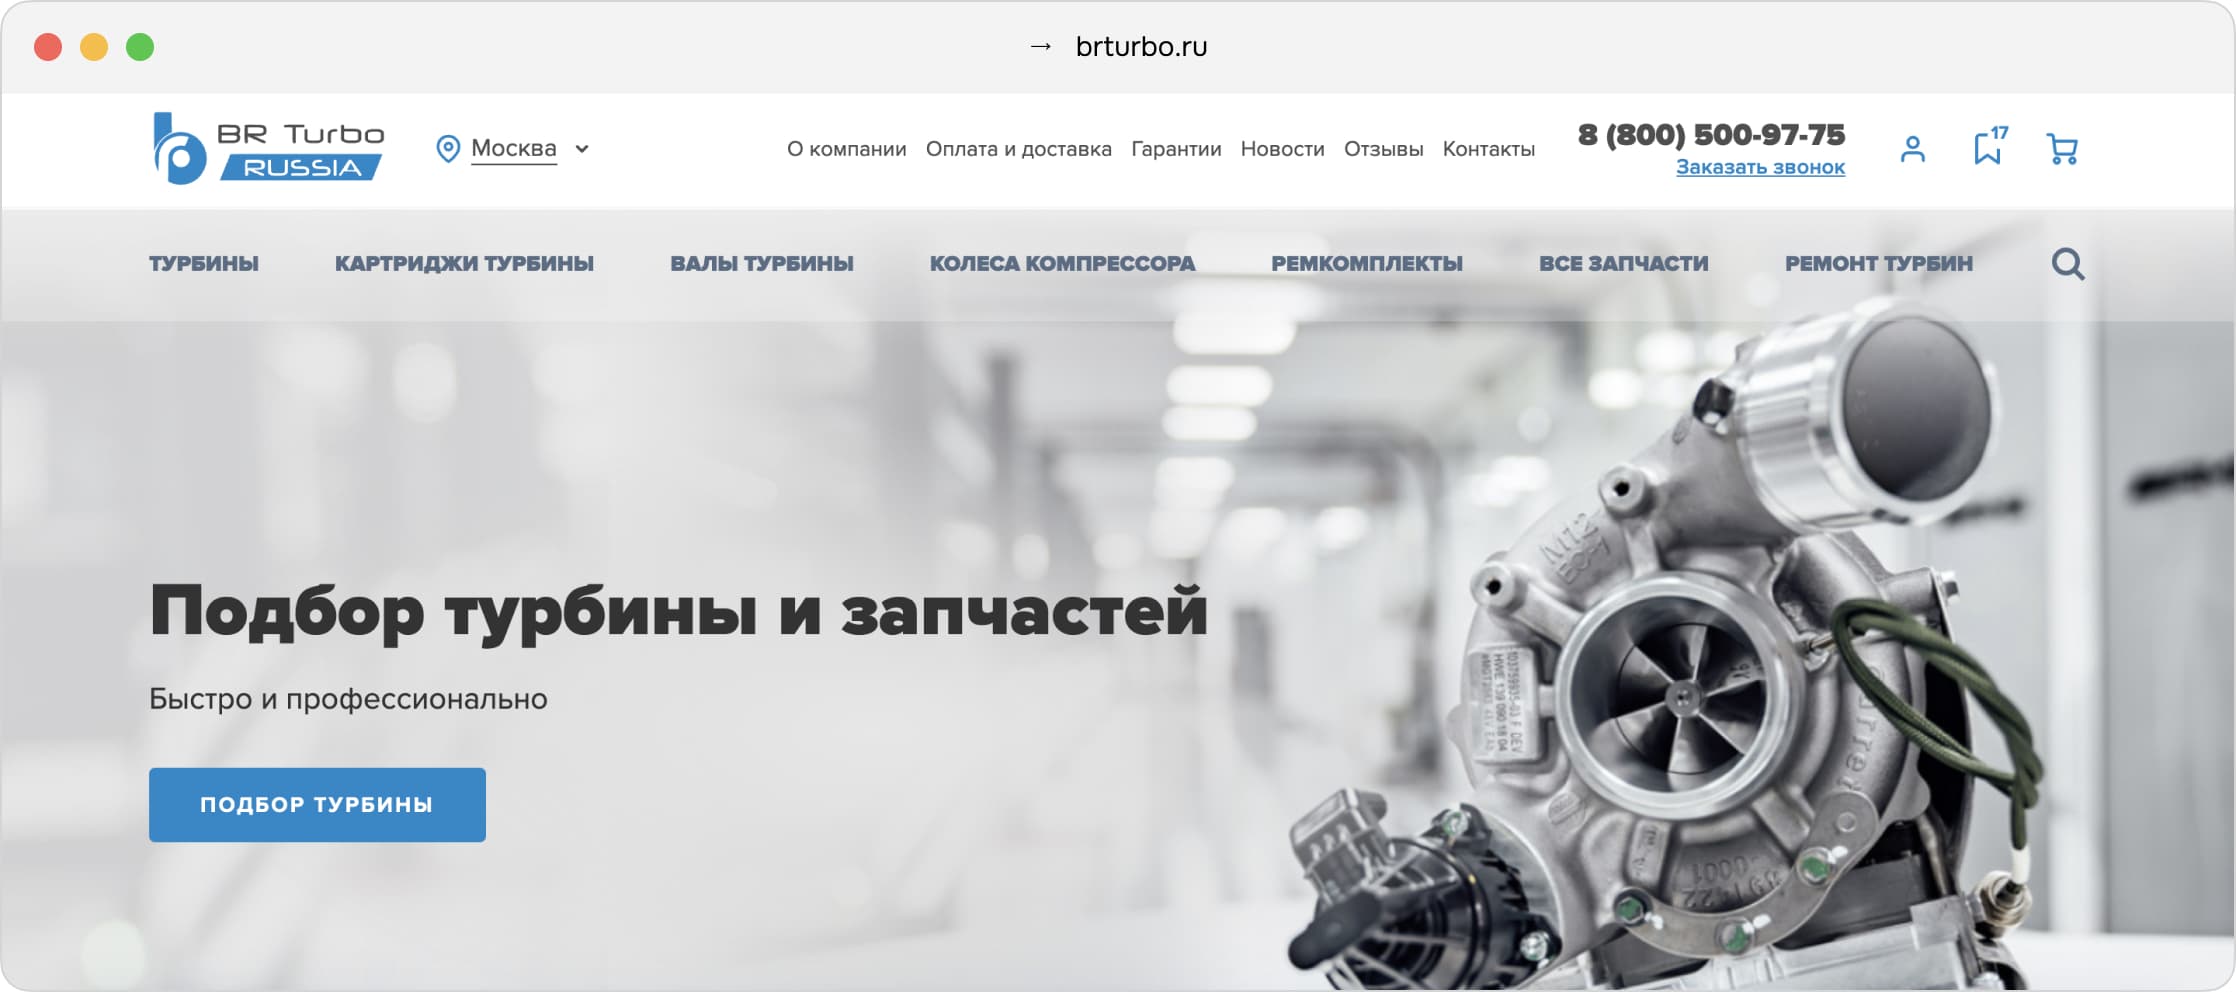 → brturbo.ru
BR Turbo
RUSSIA
Москва
О компании Оплата и доставка Гарантии Новости Отзывы Контакты
8 (800) 500-97-75
Заказать звонок
17
ТУРБИНЫ КАРТРИДЖИ ТУРБИНЫ ВАЛЫ ТУРБИНЫ КОЛЕСА КОМПРЕССОРА РЕМКОМПЛЕКТЫ ВСЕ ЗАПЧАСТИ РЕМОНТ ТУРБИН
Подбор турбины и запчастей
Быстро и профессионально
ПОДБОР ТУРБИНЫ